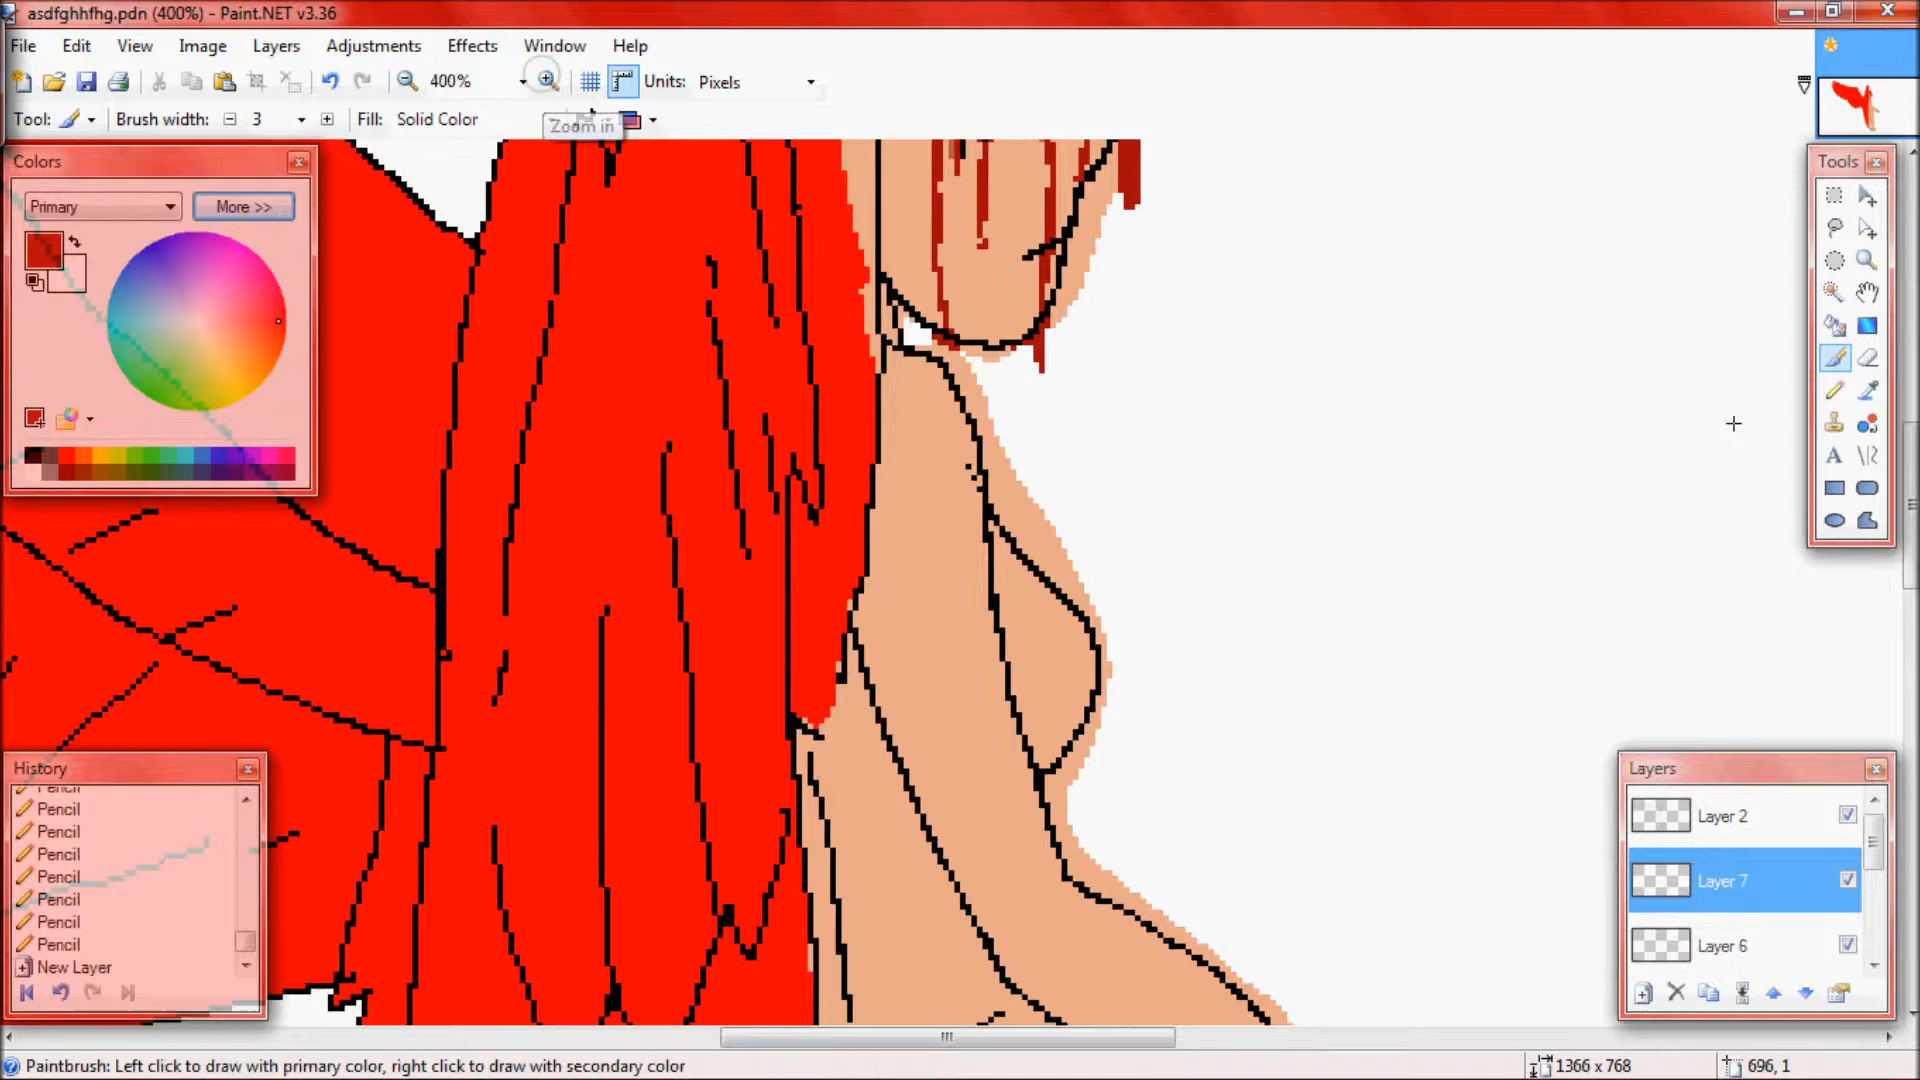 asdfghhfhg.pdn (400%) - Paint.NET v3.36
File Edit View Image Layers Adjustments Effects Window Help
400% Units: Pixels
Tool: Brush width: 3 Fill: Solid Color
Zoom in
Colors
Primary More >>
Tools
History
Pencil
Pencil
Pencil
Pencil
Pencil
Pencil
Pencil
Pencil
New Layer
Layers
Layer 2
Layer 7
Layer 6
Paintbrush: Left click to draw with primary color, right click to draw with secondary color
1366 x 768
696, 1